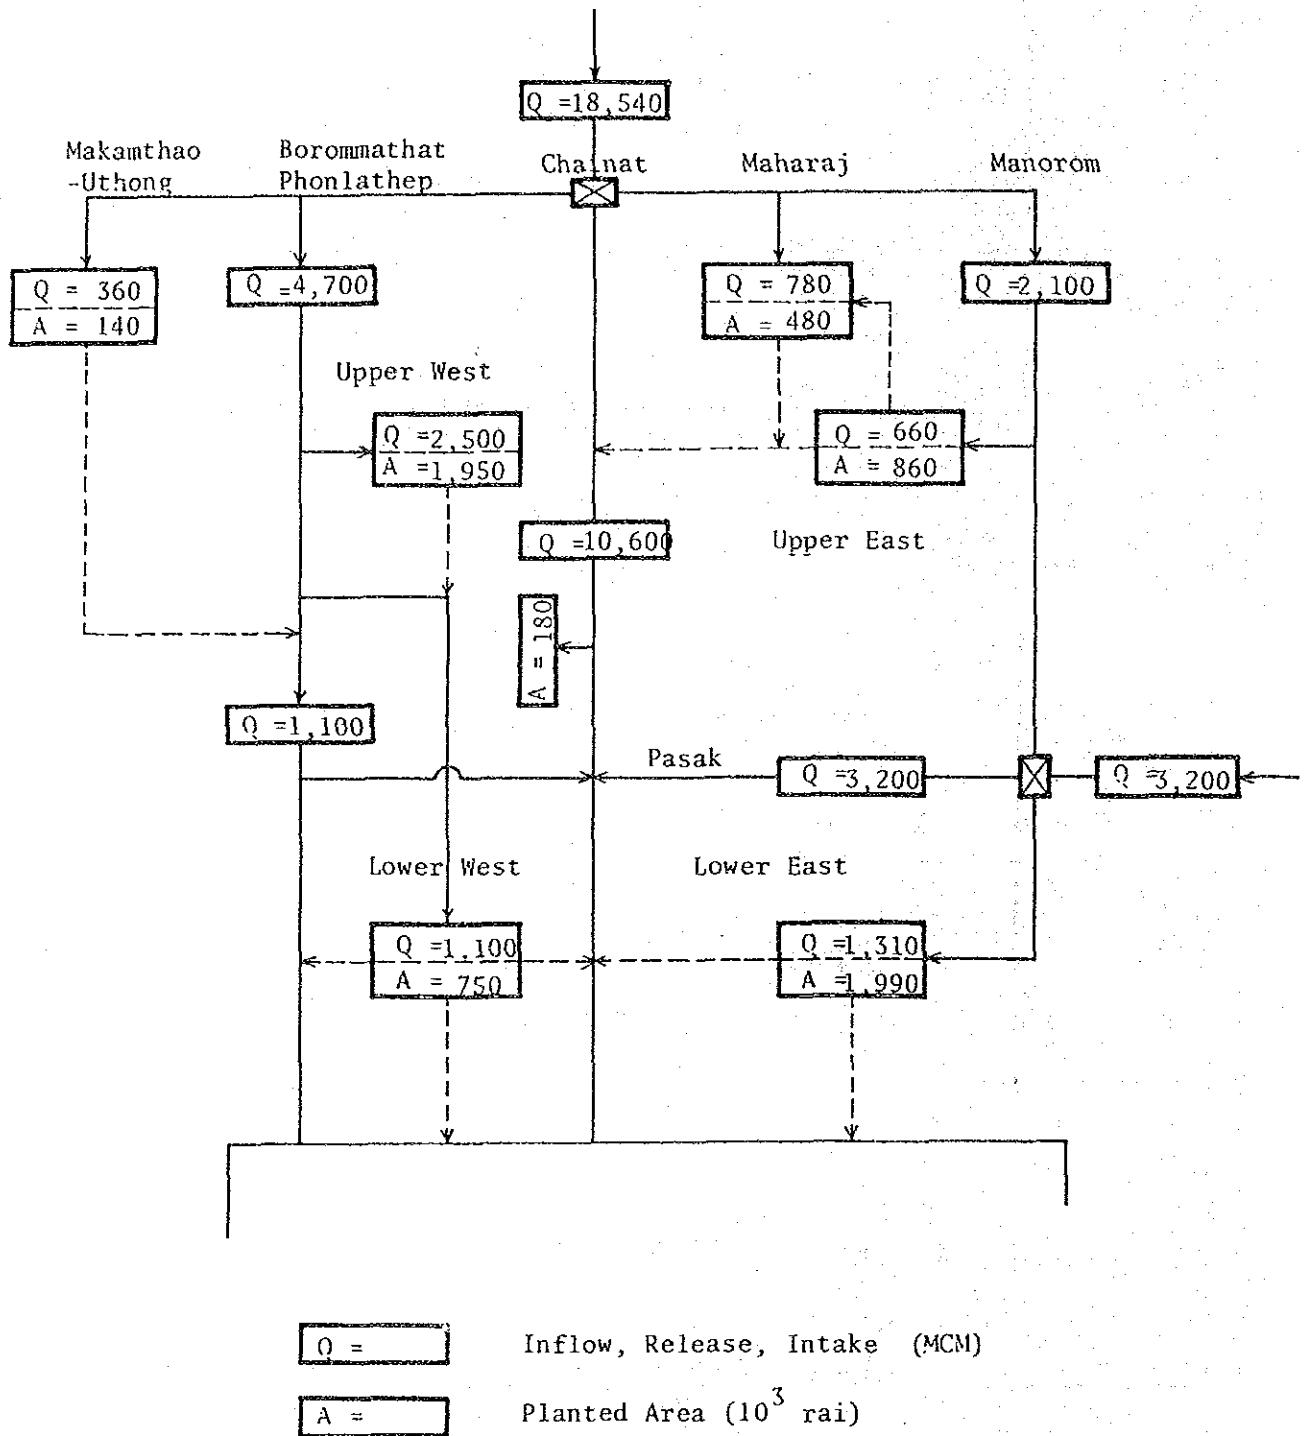 Q =18,540
Makamthao
-Uthong
Borommathat
Phonlathep
Chainat
Maharaj
Manorom
Q = 360
A = 140
Q =4,700
Q = 780
A = 480
Q =2,100
Upper West
Q =2,500
A =1,950
Q = 660
A = 860
Q =10,600
Upper East
A = 180
Q =1,100
Pasak
Q =3,200
Q =3,200
Lower West
Lower East
Q =1,100
A = 750
Q =1,310
A =1,990
Q =
Inflow, Release, Intake (MCM)
A =
Planted Area (10³ rai)